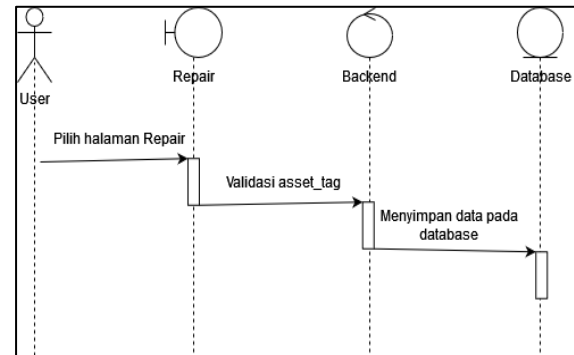 User
Repair
Backend
Database
Pilih halaman Repair
Validasi asset_tag
Menyimpan data pada
database